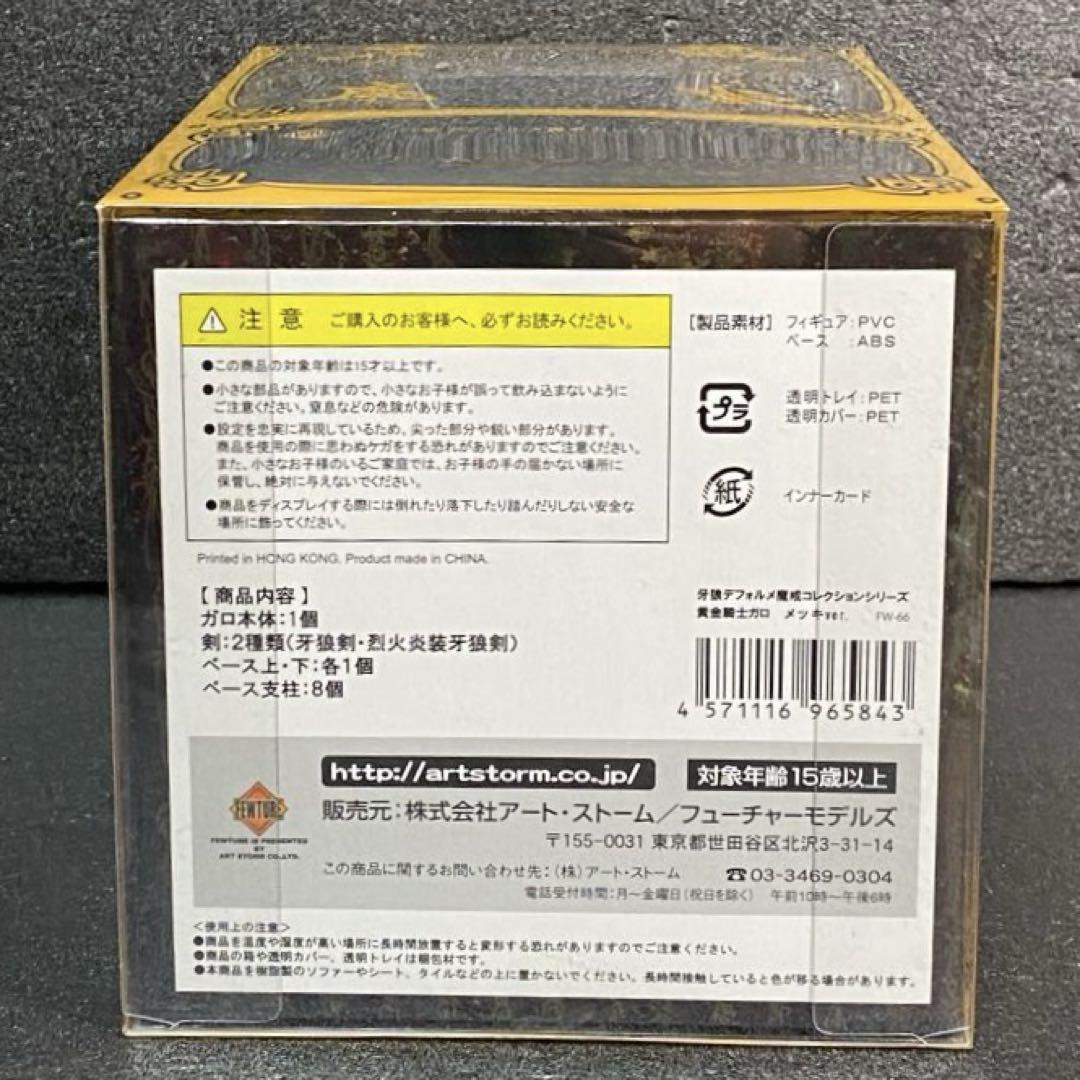 注意 ご購入のお客様へ、必ずお読みください。
●この商品の対象年齢は15才以上です。
●小さな部品がありますので、小さなお子様が誤って飲み込まないように
ご注意ください。窒息などの危険があります。
●設定を忠実に再現しているため、尖った部分や鋭い部分があります。
商品を使用の際に思わぬケガをする恐れがありますのでご注意ください。
また、小さなお子様のいるご家庭では、お子様の手の届かない場所に
保管し、絶対に与えないでください。
●商品をディスプレイする際には倒れたり落下したり踏んだりしない安全な
場所に飾ってください。
Printed in HONG KONG. Product made in CHINA.
【製品素材】フィギュア:PVC
ベース :ABS
プラ
透明トレイ:PET
透明カバー:PET
紙 インナーカード
【商品内容】
ガロ本体:1個
剣:2種類(牙狼剣・烈火炎装牙狼剣)
ベース上・下:各1個
ベース支柱:8個
牙狼デフォルメ魔戒コレクションシリーズ
黄金騎士ガロ メッキver. FW-66
4 571116 965843
http://artstorm.co.jp/ 対象年齢15歳以上
FEWTURE
FEWTURE IS PRESENTED
BY
ART STORM CO.,LTD.
販売元:株式会社アート・ストーム/フューチャーモデルズ
〒155-0031 東京都世田谷区北沢3-31-14
この商品に関するお問い合わせ先:(株)アート・ストーム ☎03-3469-0304
電話受付時間:月~金曜日(祝日を除く) 午前10時~午後6時
<使用上の注意>
●商品を温度や湿度が高い場所に長時間放置すると変形する恐れがありますのでご注意ください。
●商品の箱や透明カバー、透明トレイは梱包材です。
●本商品を樹脂製のソファーやシート、タイルなどの上に置かないでください。長時間接触していると色が移る場合があります。